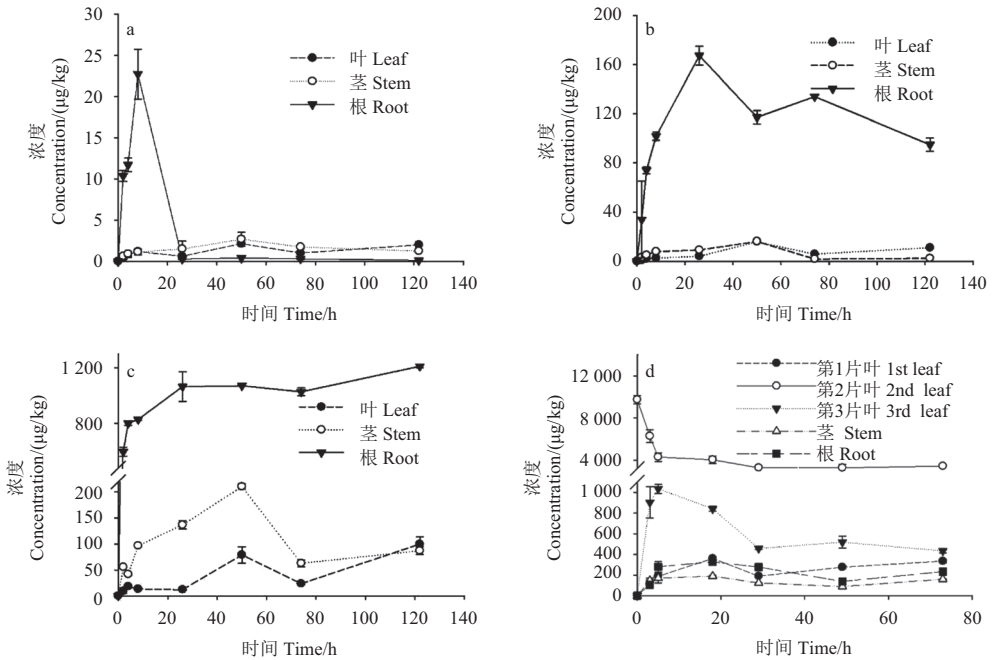 a
30
25
20
15
10
5
0
叶 Leaf
茎 Stem
根 Root
浓度
Concentration/(μg/kg)
0 20 40 60 80 100 120 140
时间 Time/h
b
200
160
120
80
40
0
叶 Leaf
茎 Stem
根 Root
浓度
Concentration/(μg/kg)
0 20 40 60 80 100 120 140
时间 Time/h
c
1 200
800
200
150
100
50
0
叶 Leaf
茎 Stem
根 Root
浓度
Concentration/(μg/kg)
0 20 40 60 80 100 120 140
时间 Time/h
d
12 000
10 000
4 000
1 000
800
600
400
200
0
第1片叶 1st leaf
第2片叶 2nd leaf
第3片叶 3rd leaf
茎 Stem
根 Root
浓度
Concentration/(μg/kg)
0 20 40 60 80
时间 Time/h